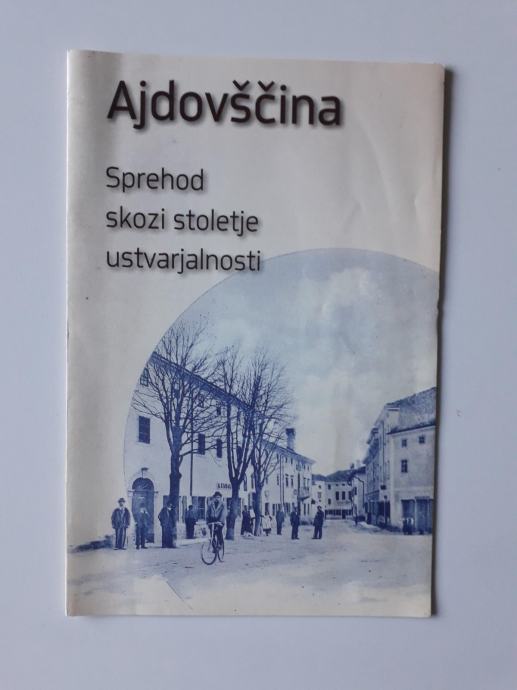 Ajdovščina
Sprehod
skozi stoletje
ustvarjalnosti